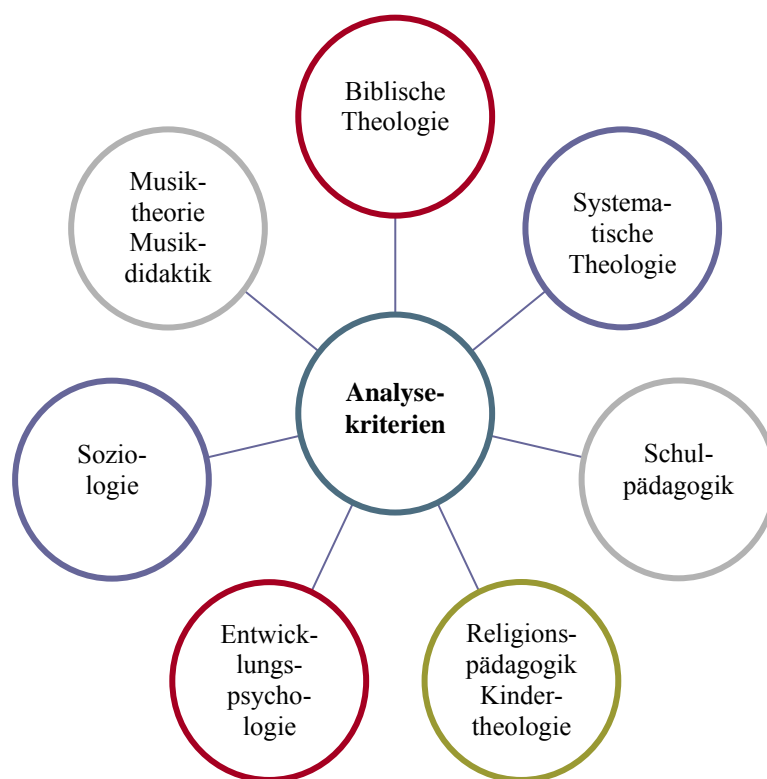 Biblische
Theologie
Musik-
theorie
Musik-
didaktik
Systema-
tische
Theologie
Analyse-
kriterien
Sozio-
logie
Schul-
pädagogik
Entwick-
lungs-
psycho-
logie
Religions-
pädagogik
Kinder-
theologie